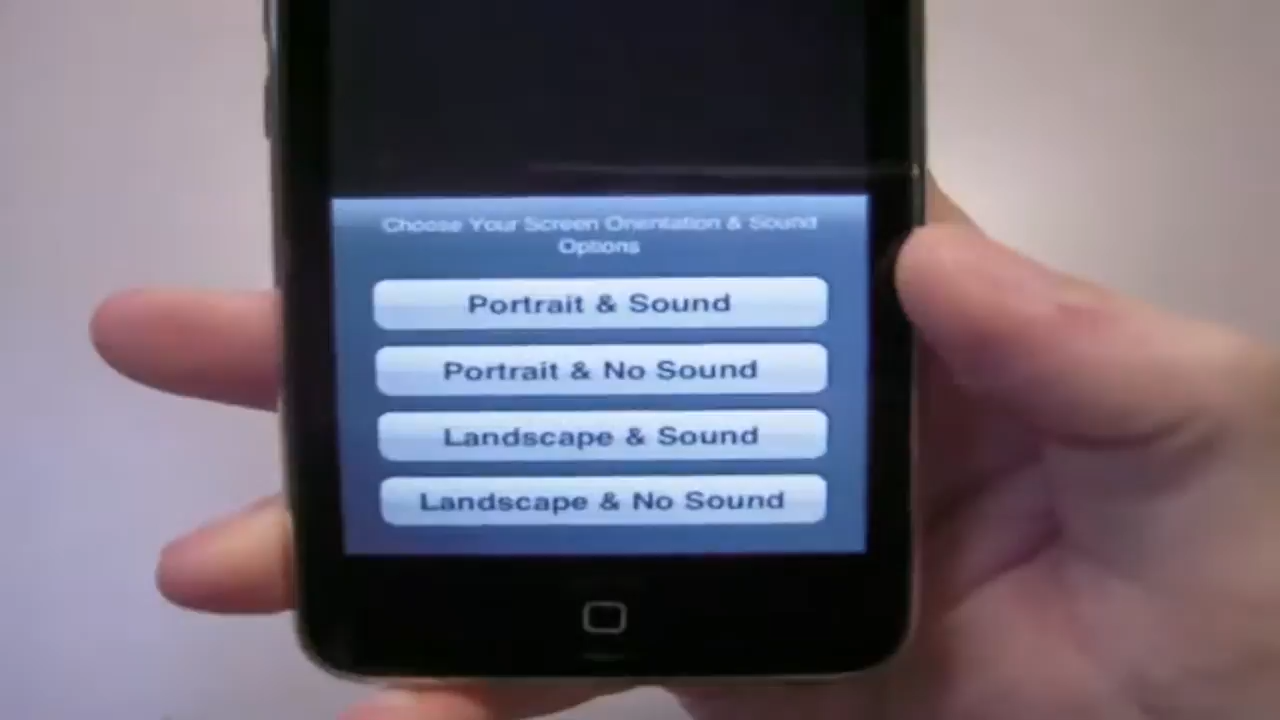 Choose Your Screen Orientation & Sound
Options
Portrait & Sound
Portrait & No Sound
Landscape & Sound
Landscape & No Sound